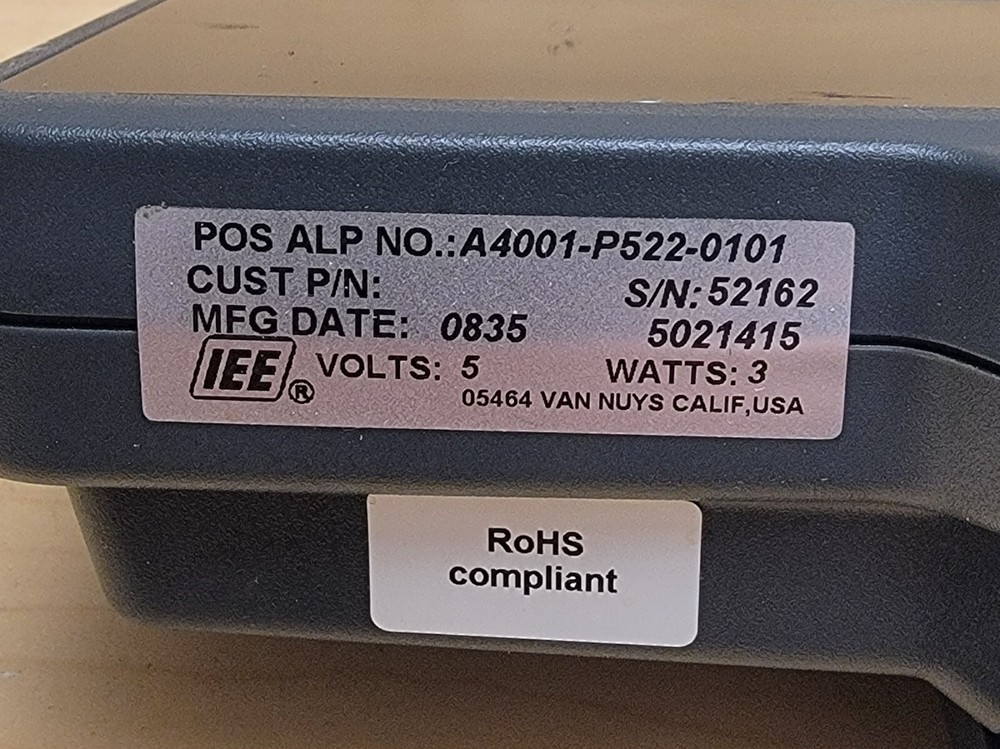 POS ALP NO.: A4001-P522-0101
CUST P/N: S/N: 52162
MFG DATE: 0835 5021415
IEE® VOLTS: 5 WATTS: 3
05464 VAN NUYS CALIF,USA
RoHS
compliant